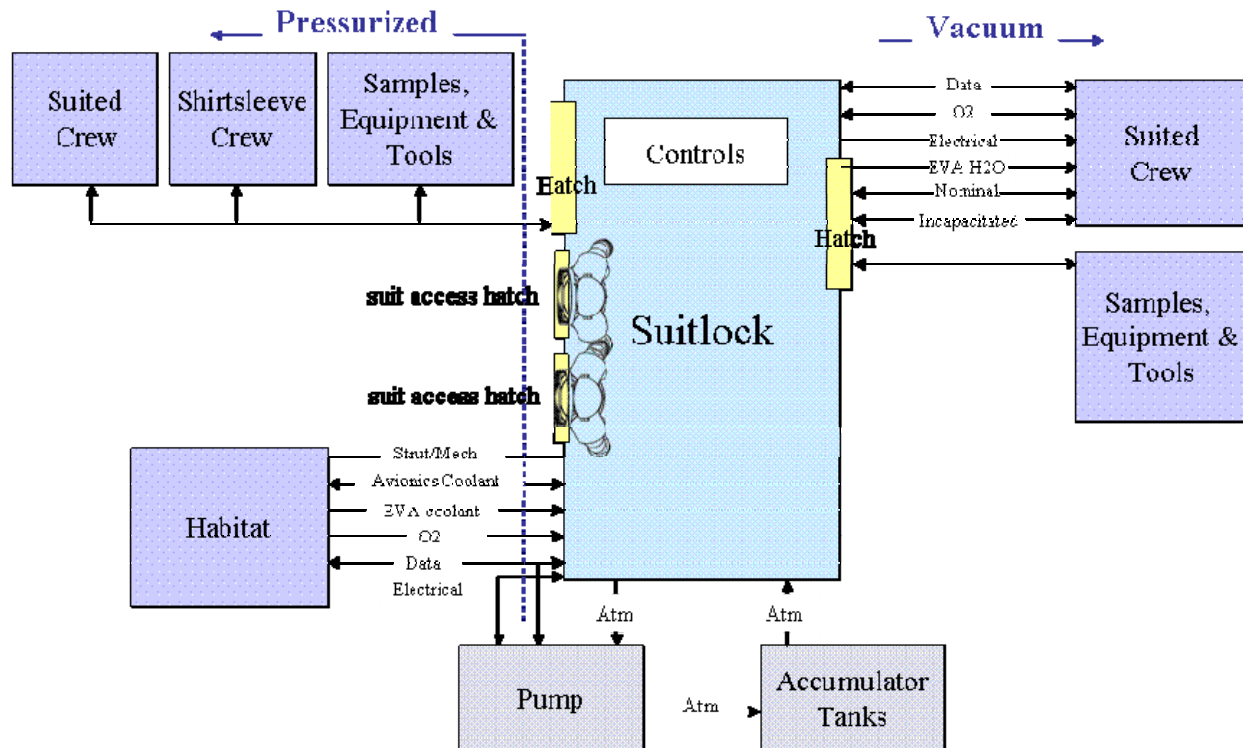 Pressurized
Vacuum
Suited
Crew
Shirtsleeve
Crew
Samples,
Equipment &
Tools
Hatch
Controls
Data
O2
Electrical
EVA H2O
Nominal
Incapacitated
Suited
Crew
Hatch
suit access hatch
Suitlock
Samples,
Equipment &
Tools
suit access hatch
Habitat
Strut/Mech
Avionics Coolant
EVA coolant
O2
Data
Electrical
Atm
Atm
Pump
Atm
Accumulator
Tanks